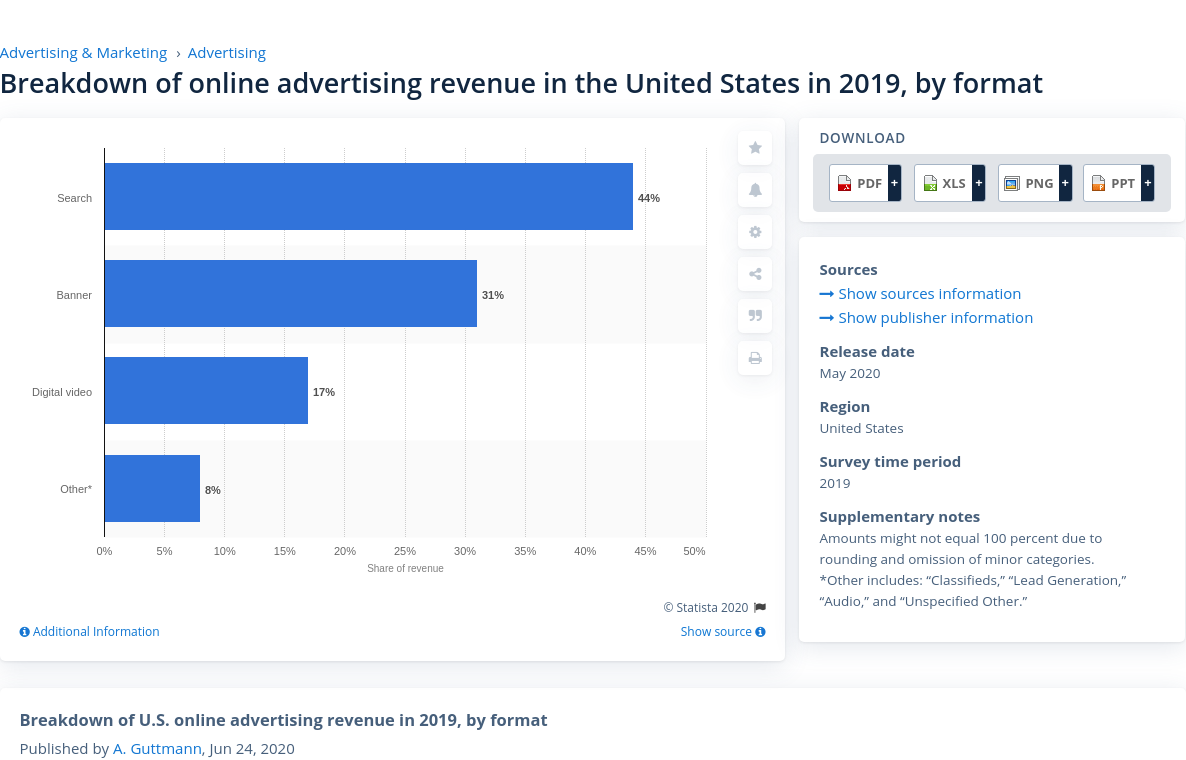 Advertising & Marketing › Advertising
Breakdown of online advertising revenue in the United States in 2019, by format
Search
44%
Banner
31%
Digital video
17%
Other*
8%
0% 5% 10% 15% 20% 25% 30% 35% 40% 45% 50%
Share of revenue
© Statista 2020
Additional Information
Show source
DOWNLOAD
PDF + XLS + PNG + PPT +
Sources
Show sources information
Show publisher information
Release date
May 2020
Region
United States
Survey time period
2019
Supplementary notes
Amounts might not equal 100 percent due to
rounding and omission of minor categories.
*Other includes: “Classifieds,” “Lead Generation,”
“Audio,” and “Unspecified Other.”
Breakdown of U.S. online advertising revenue in 2019, by format
Published by A. Guttmann, Jun 24, 2020